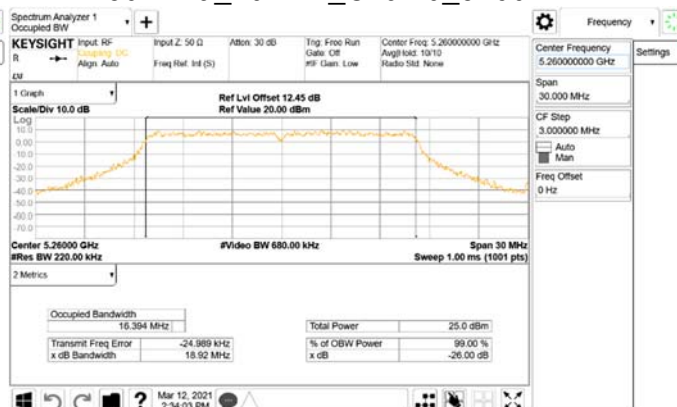 Spectrum Analyzer 1
Occupied BW
+
Frequency
Settings
KEYSIGHT
Input: RF
Coupling: DC
Align: Auto
Input Z: 50 Ω
Freq Ref: Int (S)
Atten: 30 dB
Trig: Free Run
Gate: Off
#IF Gain: Low
Center Freq: 5.260000000 GHz
Avg|Hold: 10/10
Radio Std: None
R
LXI
Center Frequency
5.260000000 GHz
Span
30.000 MHz
CF Step
3.000000 MHz
Auto
Man
Freq Offset
0 Hz
1 Graph
Scale/Div 10.0 dB
Ref Lvl Offset 12.45 dB
Ref Value 20.00 dBm
Log
10.0
0.00
-10.0
-20.0
-30.0
-40.0
-50.0
-60.0
-70.0
Center 5.26000 GHz
#Res BW 220.00 kHz
#Video BW 680.00 kHz
Span 30 MHz
Sweep 1.00 ms (1001 pts)
2 Metrics
Occupied Bandwidth
16.394 MHz
Total Power 25.0 dBm
Transmit Freq Error -24.989 kHz
% of OBW Power 99.00 %
x dB Bandwidth 18.92 MHz
x dB -26.00 dB
?
Mar 12, 2021
2:34:03 PM